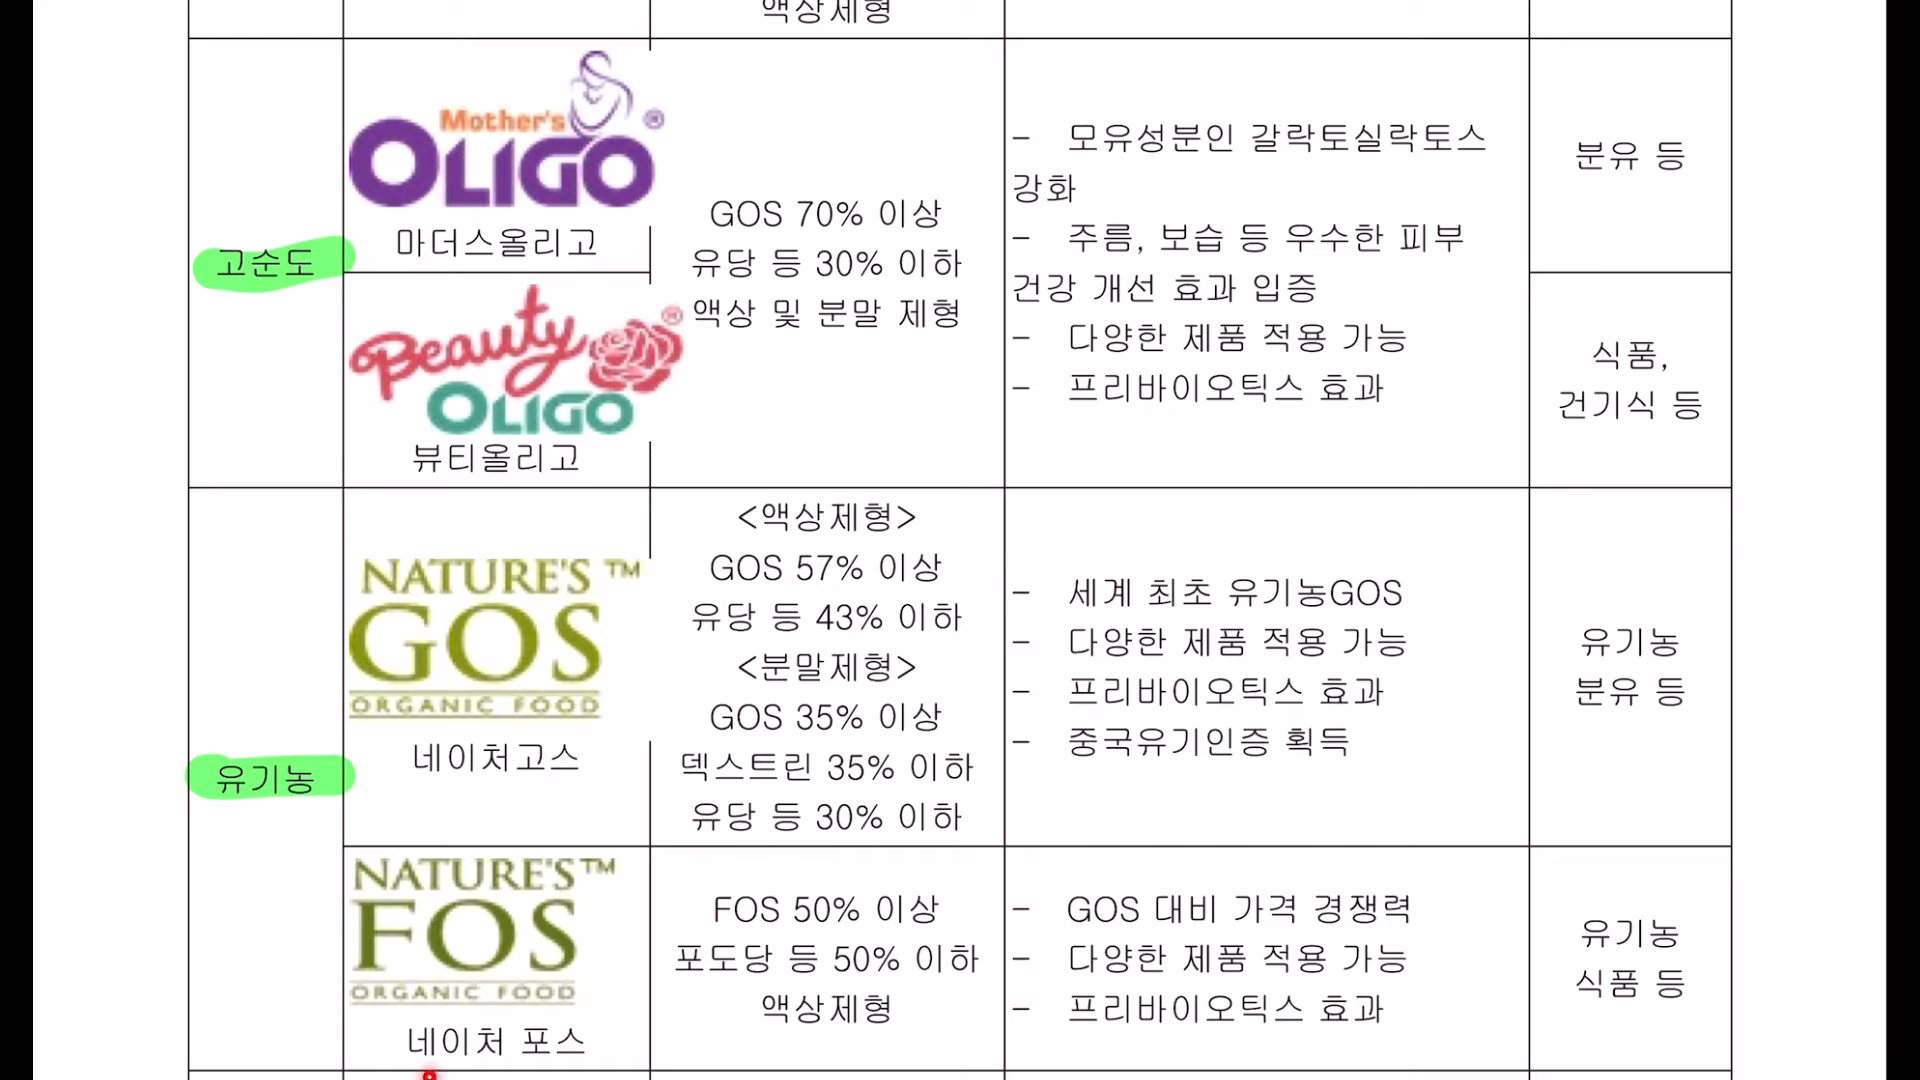 액상제형
고순도
Mother's
OLIGO ®
마더스올리고
Beauty ®
OLIGO
뷰티올리고
GOS 70% 이상
유당 등 30% 이하
액상 및 분말 제형
- 모유성분인 갈락토실락토스
강화
- 주름, 보습 등 우수한 피부
건강 개선 효과 입증
- 다양한 제품 적용 가능
- 프리바이오틱스 효과
분유 등
식품,
건기식 등
유기농
NATURE'S ™
GOS
ORGANIC FOOD
네이처고스
<액상제형>
GOS 57% 이상
유당 등 43% 이하
<분말제형>
GOS 35% 이상
덱스트린 35% 이하
유당 등 30% 이하
- 세계 최초 유기농GOS
- 다양한 제품 적용 가능
- 프리바이오틱스 효과
- 중국유기인증 획득
유기농
분유 등
NATURE'S™
FOS
ORGANIC FOOD
네이처 포스
FOS 50% 이상
포도당 등 50% 이하
액상제형
- GOS 대비 가격 경쟁력
- 다양한 제품 적용 가능
- 프리바이오틱스 효과
유기농
식품 등